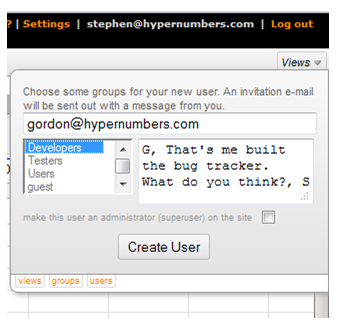 ? | Settings | stephen@hypernumbers.com | Log out
Views
Choose some groups for your new user. An invitation e-mail
will be sent out with a message from you.
gordon@hypernumbers.com
Developers
Testers
Users
guest
G, That's me built
the bug tracker.
What do you think?, S
make this user an administrator (superuser) on the site
Create User
views groups users